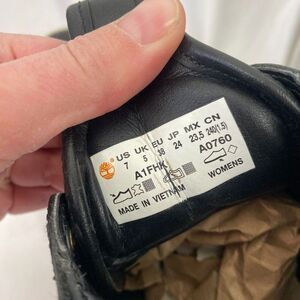 US UK EU JP MX CN
7 5 38 24 23,5 240(1.5)
A1FHK A0760
MADE IN VIETNAM WOMENS